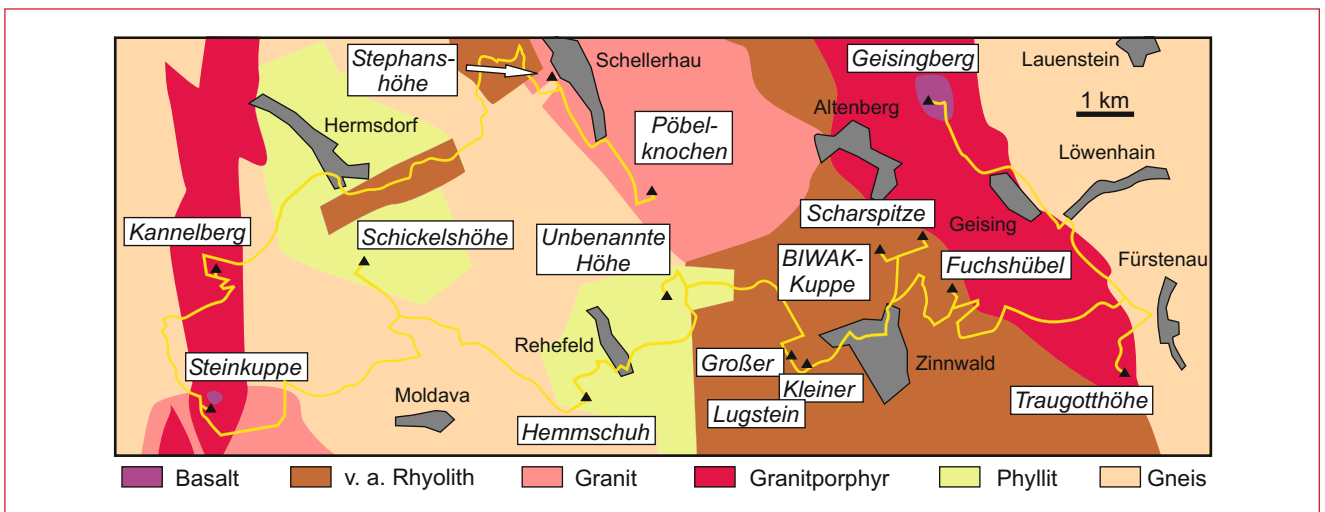 Stephans-
höhe
Schellerhau
Geisingberg
Lauenstein
1 km
Hermsdorf
Pöbel-
knochen
Altenberg
Löwenhain
Kannelberg
Schickelshöhe
Unbenannte
Höhe
Scharspitze
Geising
BIWAK-
Kuppe
Fuchshübel
Fürstenau
Steinkuppe
Rehefeld
Moldava
Hemmschuh
Großer
Kleiner
Lugstein
Zinnwald
Traugotthöhe
Basalt
v. a. Rhyolith
Granit
Granitporphyr
Phyllit
Gneis